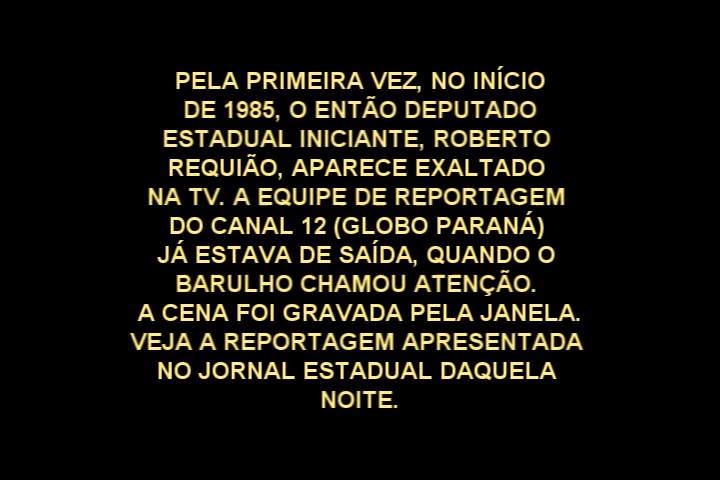 PELA PRIMEIRA VEZ, NO INÍCIO
DE 1985, O ENTÃO DEPUTADO
ESTADUAL INICIANTE, ROBERTO
REQUIÃO, APARECE EXALTADO
NA TV. A EQUIPE DE REPORTAGEM
DO CANAL 12 (GLOBO PARANÁ)
JÁ ESTAVA DE SAÍDA, QUANDO O
BARULHO CHAMOU ATENÇÃO.
A CENA FOI GRAVADA PELA JANELA.
VEJA A REPORTAGEM APRESENTADA
NO JORNAL ESTADUAL DAQUELA
NOITE.